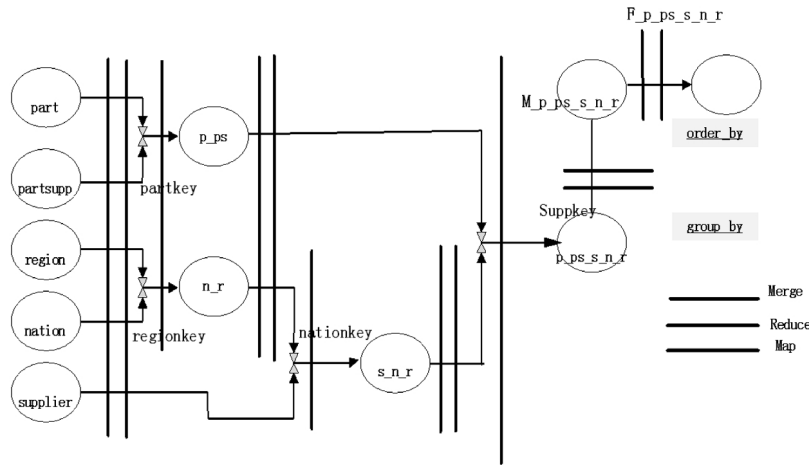 F_p_ps_s_n_r
part
p_ps
M_p_ps_s_n_r
order_by
partsupp
partkey
Suppkey
group_by
region
p_ps_s_n_r
n_r
Merge
nation
regionkey
nationkey
Reduce
Map
s_n_r
supplier